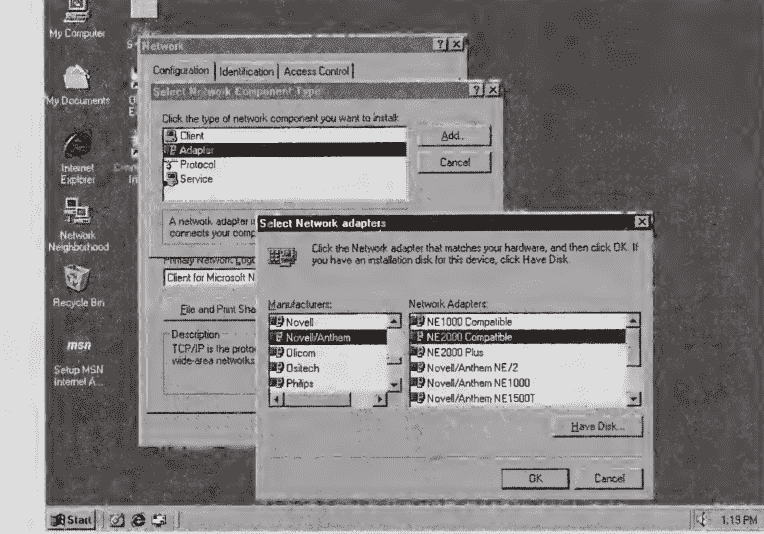 My Computer
My Documents
Internet
Explorer
Network
Neighborhood
Recycle Bin
msn
Setup MSN
Internet A...
Network
Configuration Identification Access Control
Select Network Component Type
Click the type of network component you want to install:
Client
Adapter
Protocol
Service
Add...
Cancel
A network adapter
connects your comp
Primary Network Logo
Client for Microsoft N
File and Print Sha
Description
TCP/IP is the proto
wide-area networks
Select Network adapters
Click the Network adapter that matches your hardware, and then click OK. If
you have an installation disk for this device, click Have Disk.
Manufacturers:
Novell
Novell/Anthem
Olicom
Ositech
Philips
Network Adapters:
NE1000 Compatible
NE2000 Compatible
NE2000 Plus
Novell/Anthem NE/2
Novell/Anthem NE1000
Novell/Anthem NE1500T
Have Disk...
OK Cancel
Start
1:19 PM